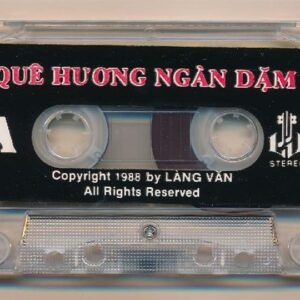 QUÊ HƯƠNG NGÀN DẶM
A
STEREO
Copyright 1988 by LÀNG VĂN
All Rights Reserved